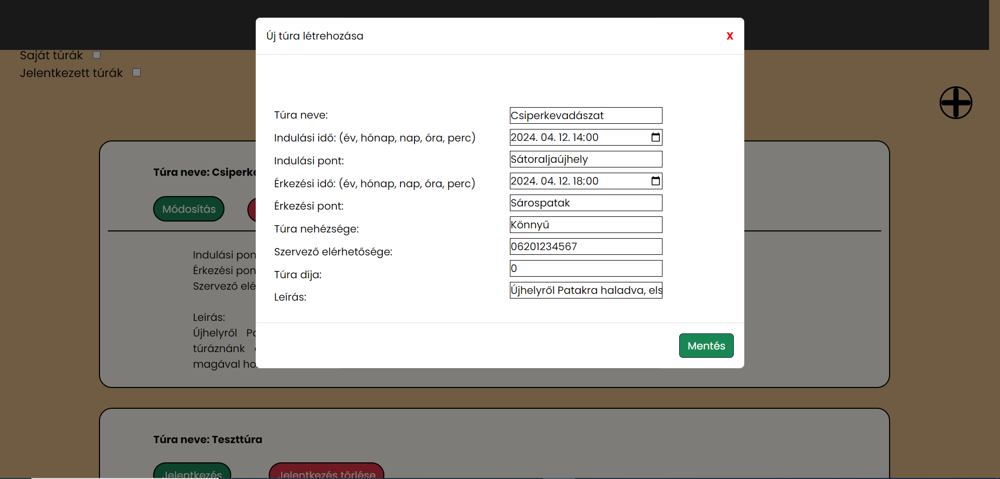 Új túra létrehozása
X
Saját túrák
Jelentkezett túrák
Túra neve: Csiperkevadászat
Indulási idő: (év, hónap, nap, óra, perc) 2024. 04. 12. 14:00
Indulási pont: Sátoraljaújhely
Érkezési idő: (év, hónap, nap, óra, perc) 2024. 04. 12. 18:00
Érkezési pont: Sárospatak
Túra nehézsége: Könnyű
Szervező elérhetősége: 06201234567
Túra díja: 0
Leírás: Újhelyről Patakra haladva, els
Mentés
Túra neve: Csiperke
Módosítás
Indulási pon
Érkezési pon
Szervező elé
Leírás:
Újhelyről
túráznánk
magával ho
Túra neve: Teszttúra
Jelentkezés
Jelentkezés törlése